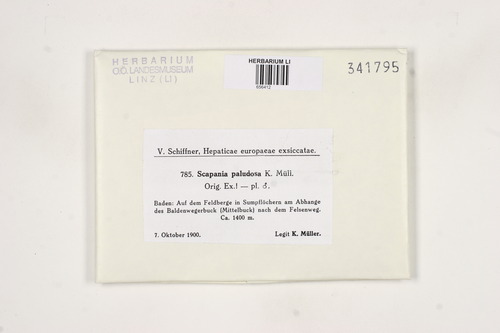 HERBARIUM
OÖ. LANDESMUSEUM
LINZ (LI)
HERBARIUM LI
656412
341795
V. Schiffner, Hepaticae europaeae exsiccatae.
785. Scapania paludosa K. Müll.
Orig. Ex.! — pl. ♂.
Baden: Auf dem Feldberge in Sumpflöchern am Abhange
des Baldenwegerbuck (Mittelbuck) nach dem Felsenweg.
Ca. 1400 m.
7. Oktober 1900.
Legit K. Müller.